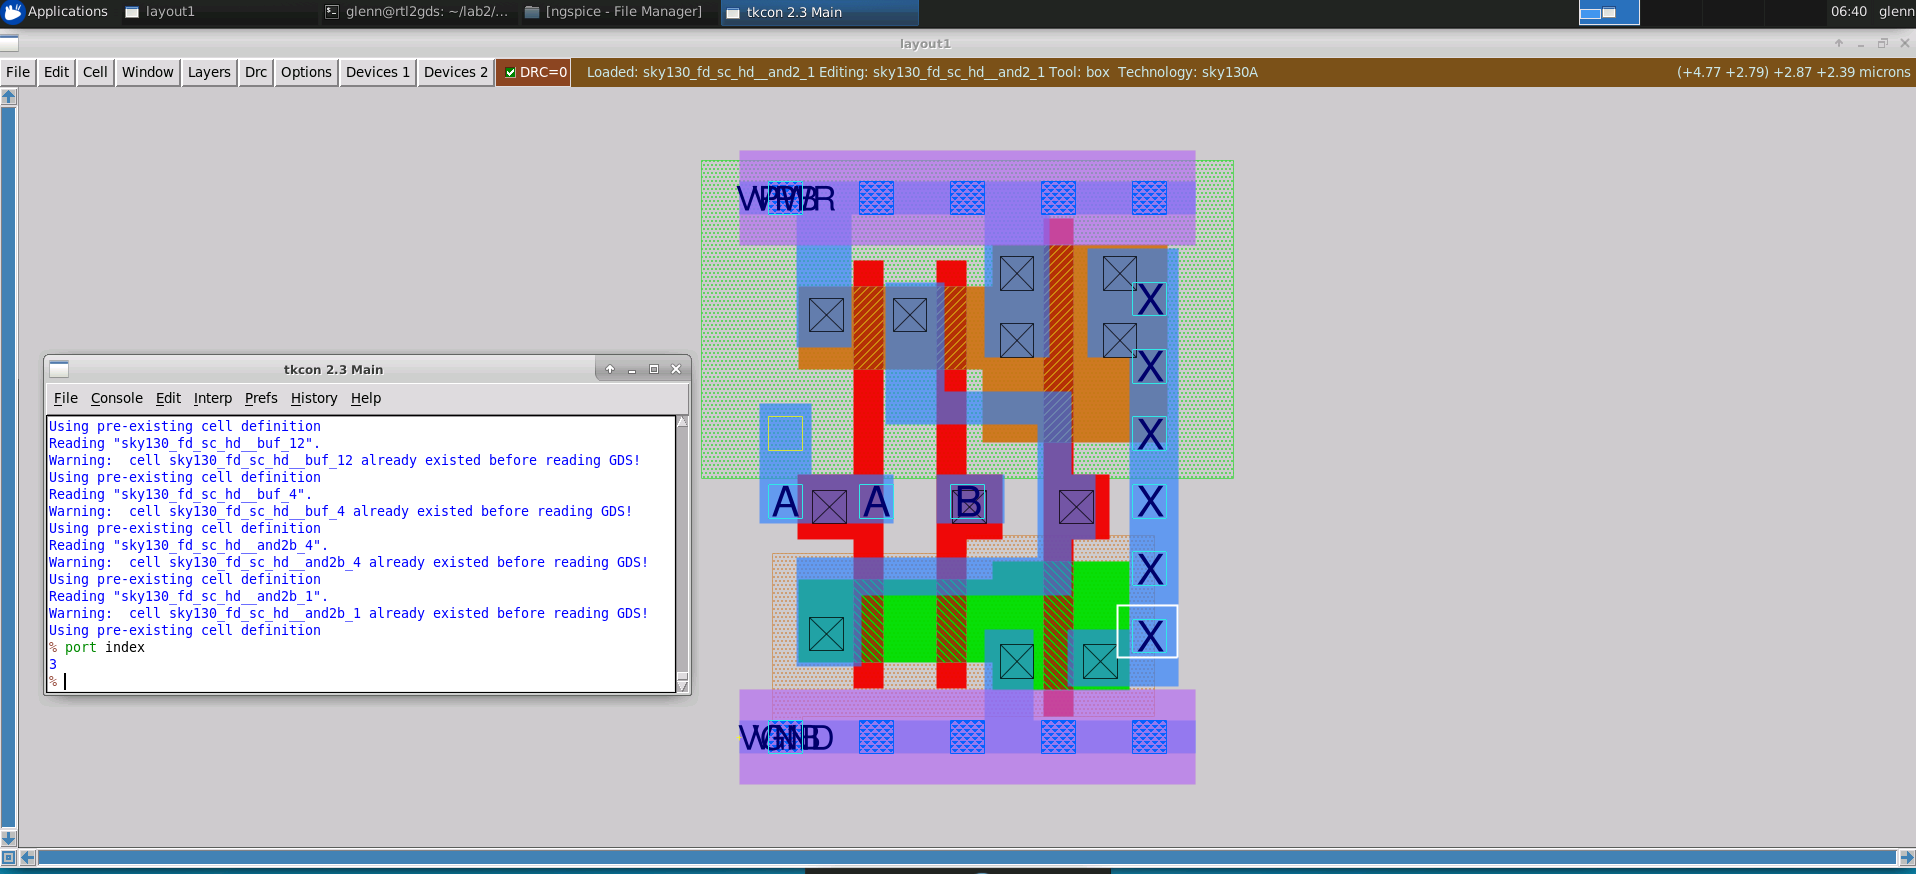 Applications layout1 glenn@rtl2gds: ~/lab2/... [ngspice - File Manager] tkcon 2.3 Main 06:40 glenn
layout1
File Edit Cell Window Layers Drc Options Devices 1 Devices 2 DRC=0 Loaded: sky130_fd_sc_hd__and2_1 Editing: sky130_fd_sc_hd__and2_1 Tool: box Technology: sky130A (+4.77 +2.79) +2.87 +2.39 microns
X
X
X
A A B X
X
X
tkcon 2.3 Main
File Console Edit Interp Prefs History Help
Using pre-existing cell definition
Reading "sky130_fd_sc_hd__buf_12".
Warning: cell sky130_fd_sc_hd__buf_12 already existed before reading GDS!
Using pre-existing cell definition
Reading "sky130_fd_sc_hd__buf_4".
Warning: cell sky130_fd_sc_hd__buf_4 already existed before reading GDS!
Using pre-existing cell definition
Reading "sky130_fd_sc_hd__and2b_4".
Warning: cell sky130_fd_sc_hd__and2b_4 already existed before reading GDS!
Using pre-existing cell definition
Reading "sky130_fd_sc_hd__and2b_1".
Warning: cell sky130_fd_sc_hd__and2b_1 already existed before reading GDS!
Using pre-existing cell definition
% port index
3
%